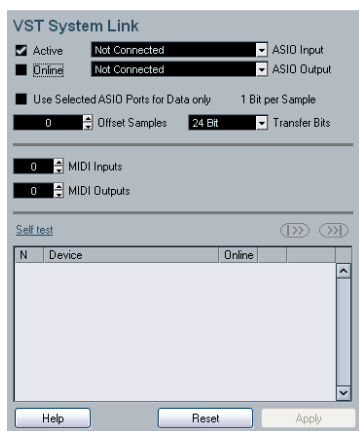 VST System Link
Active Not Connected ASIO Input
Online Not Connected ASIO Output
Use Selected ASIO Ports for Data only 1 Bit per Sample
0 Offset Samples 24 Bit Transfer Bits
0 MIDI Inputs
0 MIDI Outputs
Self test
N Device Online
Help Reset Apply